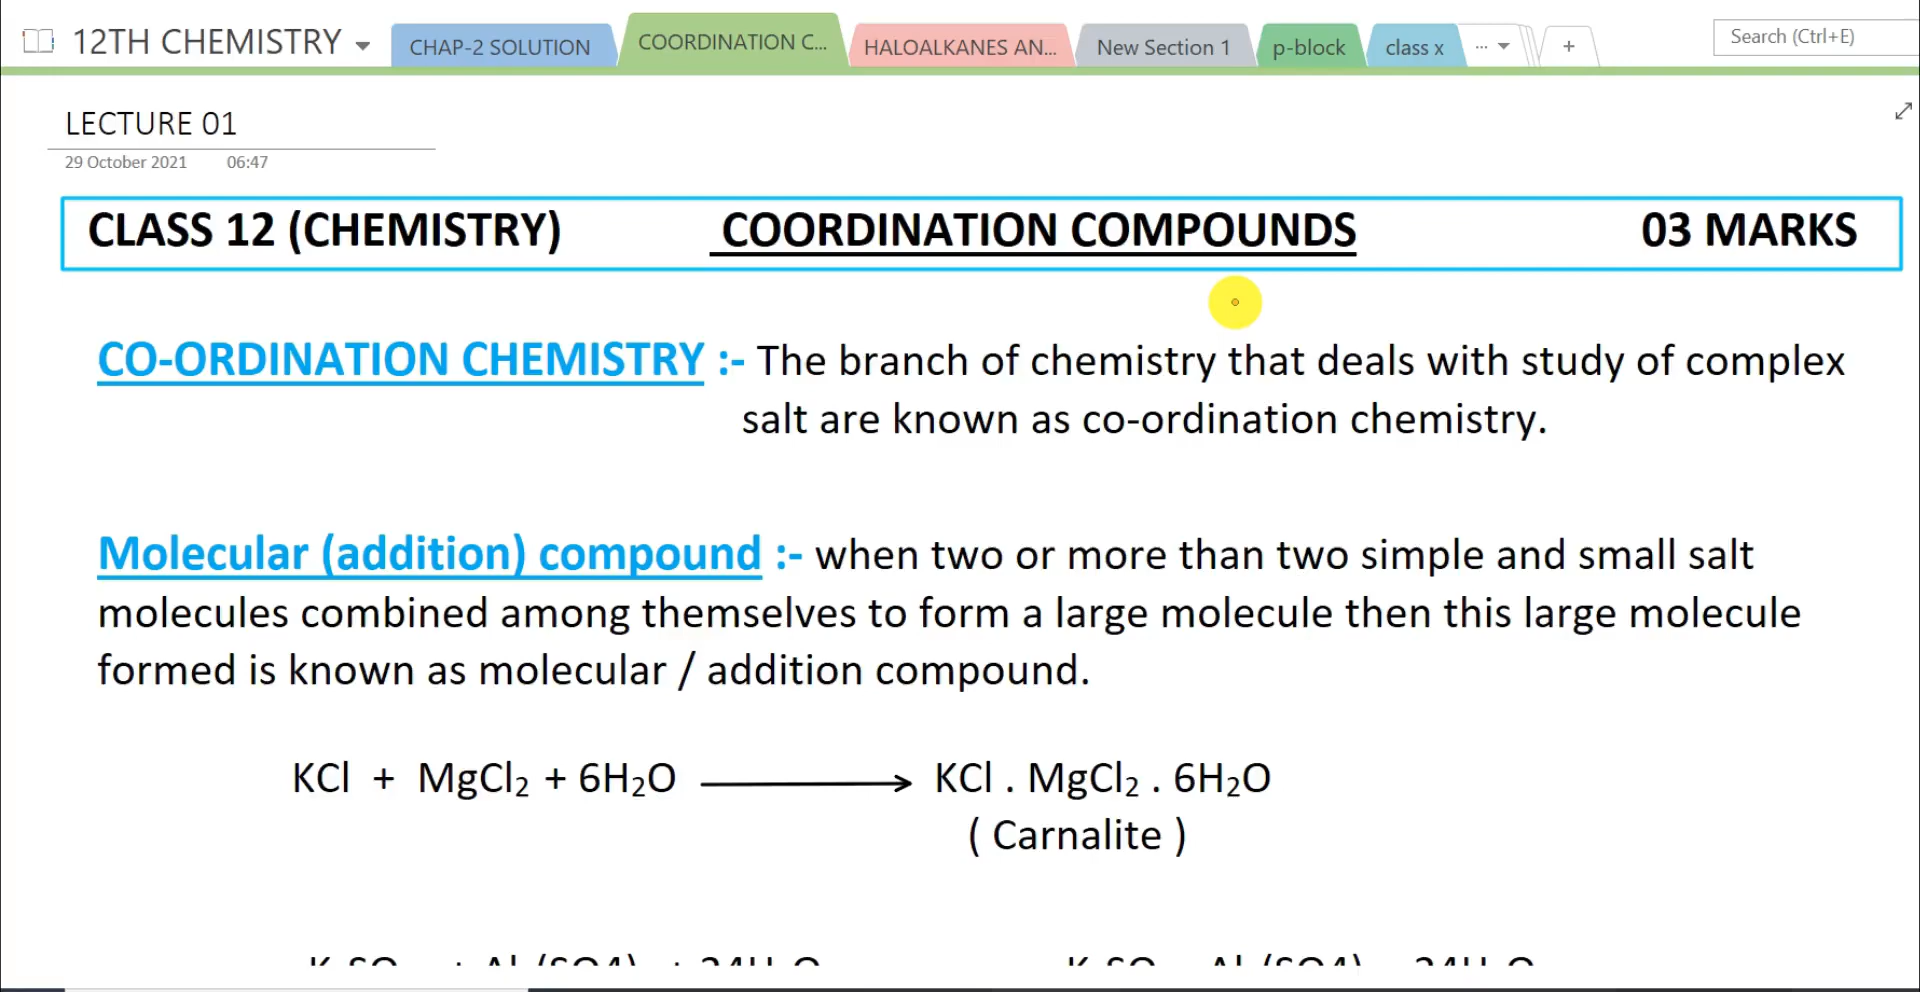 12TH CHEMISTRY
CHAP-2 SOLUTION
COORDINATION C...
HALOALKANES AN...
New Section 1
p-block
class x
...
+
Search (Ctrl+E)
LECTURE 01
29 October 2021 06:47
CLASS 12 (CHEMISTRY) COORDINATION COMPOUNDS 03 MARKS
CO-ORDINATION CHEMISTRY :- The branch of chemistry that deals with study of complex
salt are known as co-ordination chemistry.
Molecular (addition) compound :- when two or more than two simple and small salt
molecules combined among themselves to form a large molecule then this large molecule
formed is known as molecular / addition compound.
KCl + MgCl₂ + 6H₂O ⟶ KCl . MgCl₂ . 6H₂O
( Carnalite )